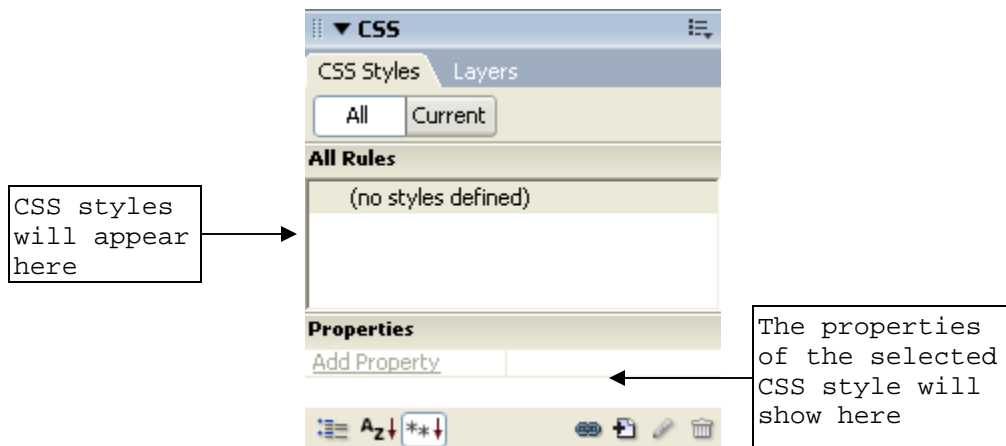 CSS
CSS Styles Layers
All Current
All Rules
(no styles defined)
CSS styles
will appear
here
Properties
Add Property
The properties
of the selected
CSS style will
show here
Az **